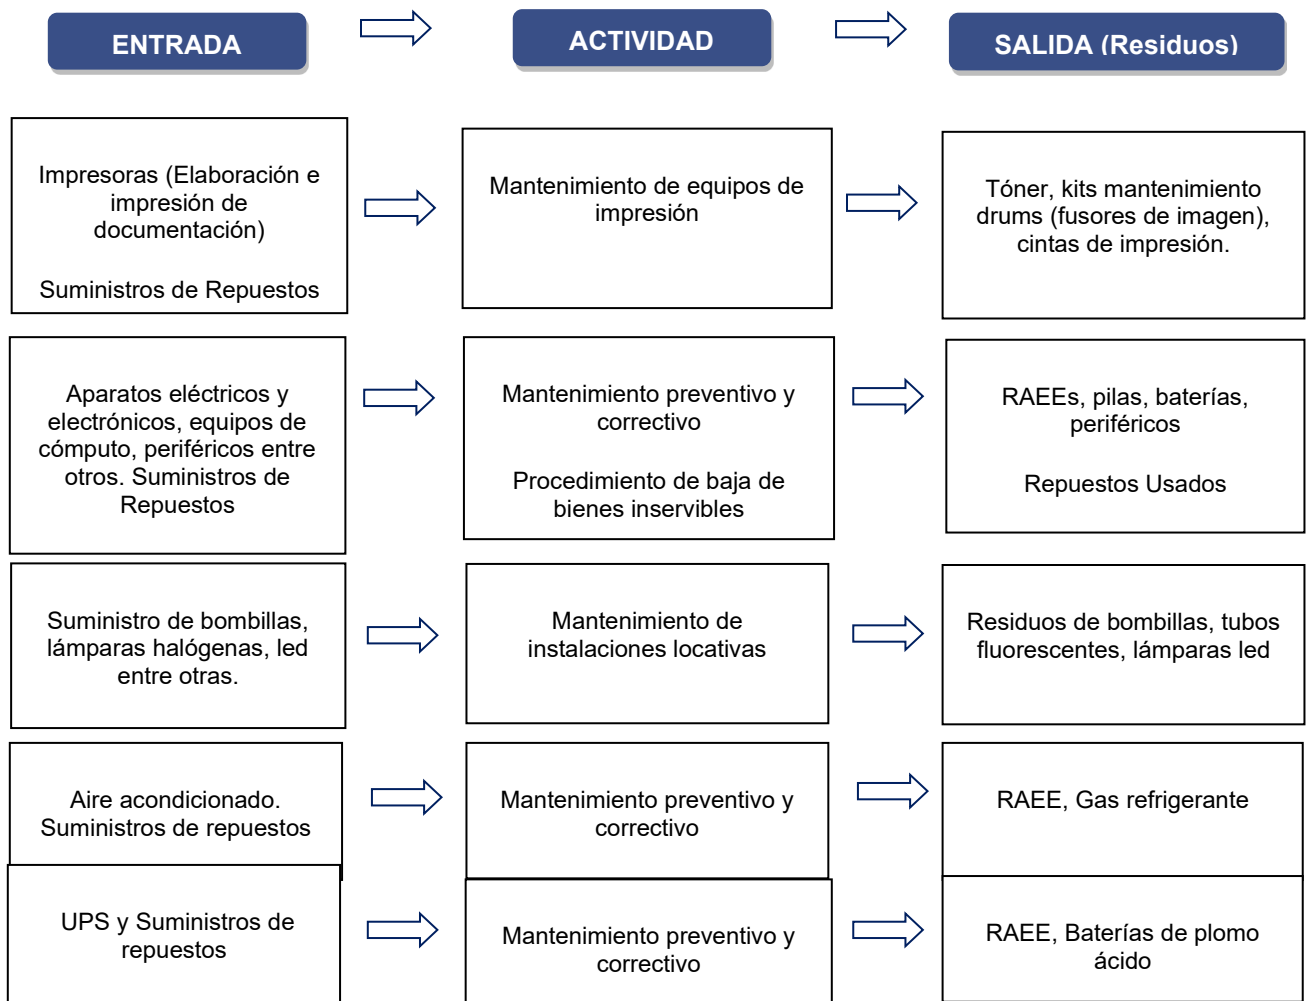 ENTRADA
ACTIVIDAD
SALIDA (Residuos)
Impresoras (Elaboración e
impresión de
documentación)
Suministros de Repuestos
Mantenimiento de equipos de
impresión
Tóner, kits mantenimiento
drums (fusores de imagen),
cintas de impresión.
Aparatos eléctricos y
electrónicos, equipos de
cómputo, periféricos entre
otros. Suministros de
Repuestos
Mantenimiento preventivo y
correctivo
Procedimiento de baja de
bienes inservibles
RAEEs, pilas, baterías,
periféricos
Repuestos Usados
Suministro de bombillas,
lámparas halógenas, led
entre otras.
Mantenimiento de
instalaciones locativas
Residuos de bombillas, tubos
fluorescentes, lámparas led
Aire acondicionado.
Suministros de repuestos
Mantenimiento preventivo y
correctivo
RAEE, Gas refrigerante
UPS y Suministros de
repuestos
Mantenimiento preventivo y
correctivo
RAEE, Baterías de plomo
ácido